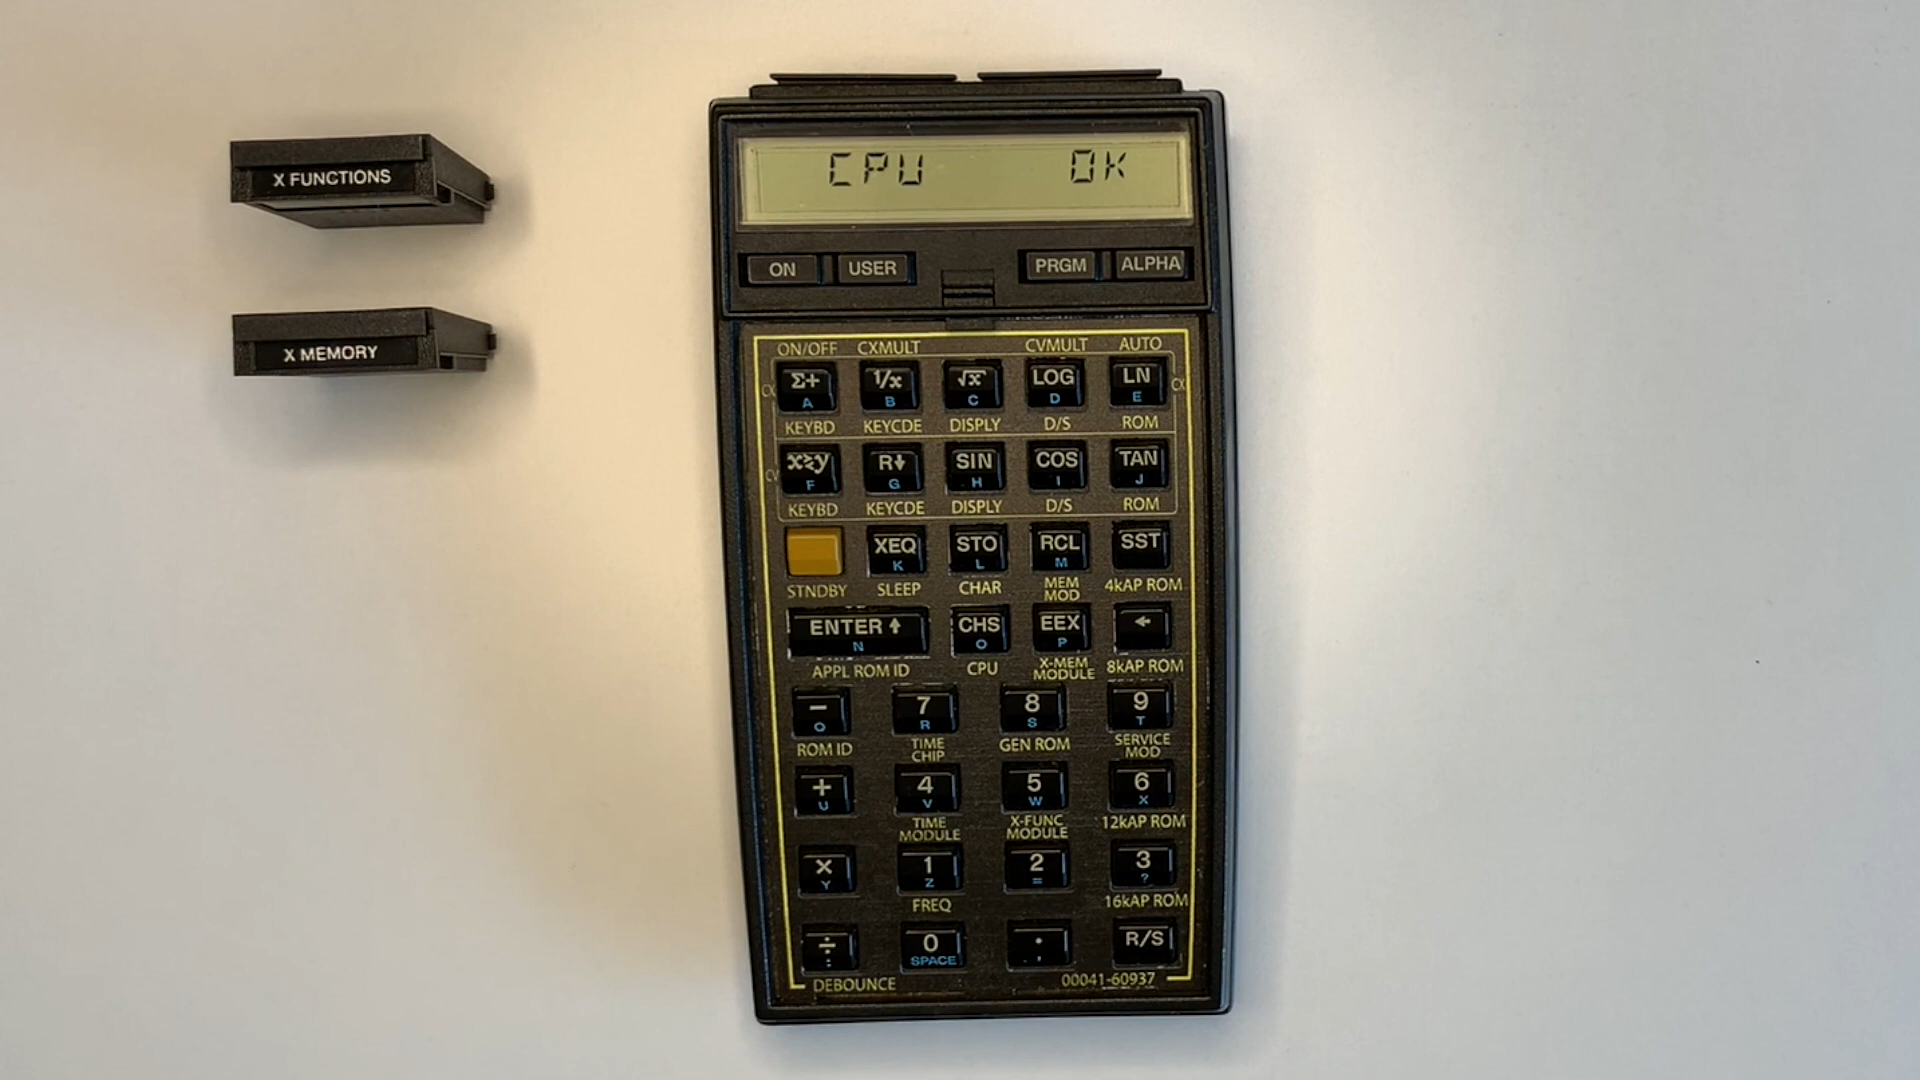 X FUNCTIONS
X MEMORY
CPU OK
ON USER PRGM ALPHA
ON/OFF CXMULT CVMULT AUTO
CX Σ+ 1/x √x LOG LN CX
A B C D E
KEYBD KEYCDE DISPLY D/S ROM
CV x≷y R↓ SIN COS TAN
F G H I J
KEYBD KEYCDE DISPLY D/S ROM
XEQ STO RCL SST
K L M
STNDBY SLEEP CHAR MEM MOD 4kAP ROM
ENTER ↑ CHS EEX ←
N O P
APPL ROM ID CPU X-MEM MODULE 8kAP ROM
− 7 8 9
Q R S T
ROM ID TIME CHIP GEN ROM SERVICE MOD
+ 4 5 6
U V W X
TIME MODULE X-FUNC MODULE 12kAP ROM
× 1 2 3
Y Z = ?
FREQ 16kAP ROM
÷ 0 · R/S
: SPACE ,
DEBOUNCE 00041-60937